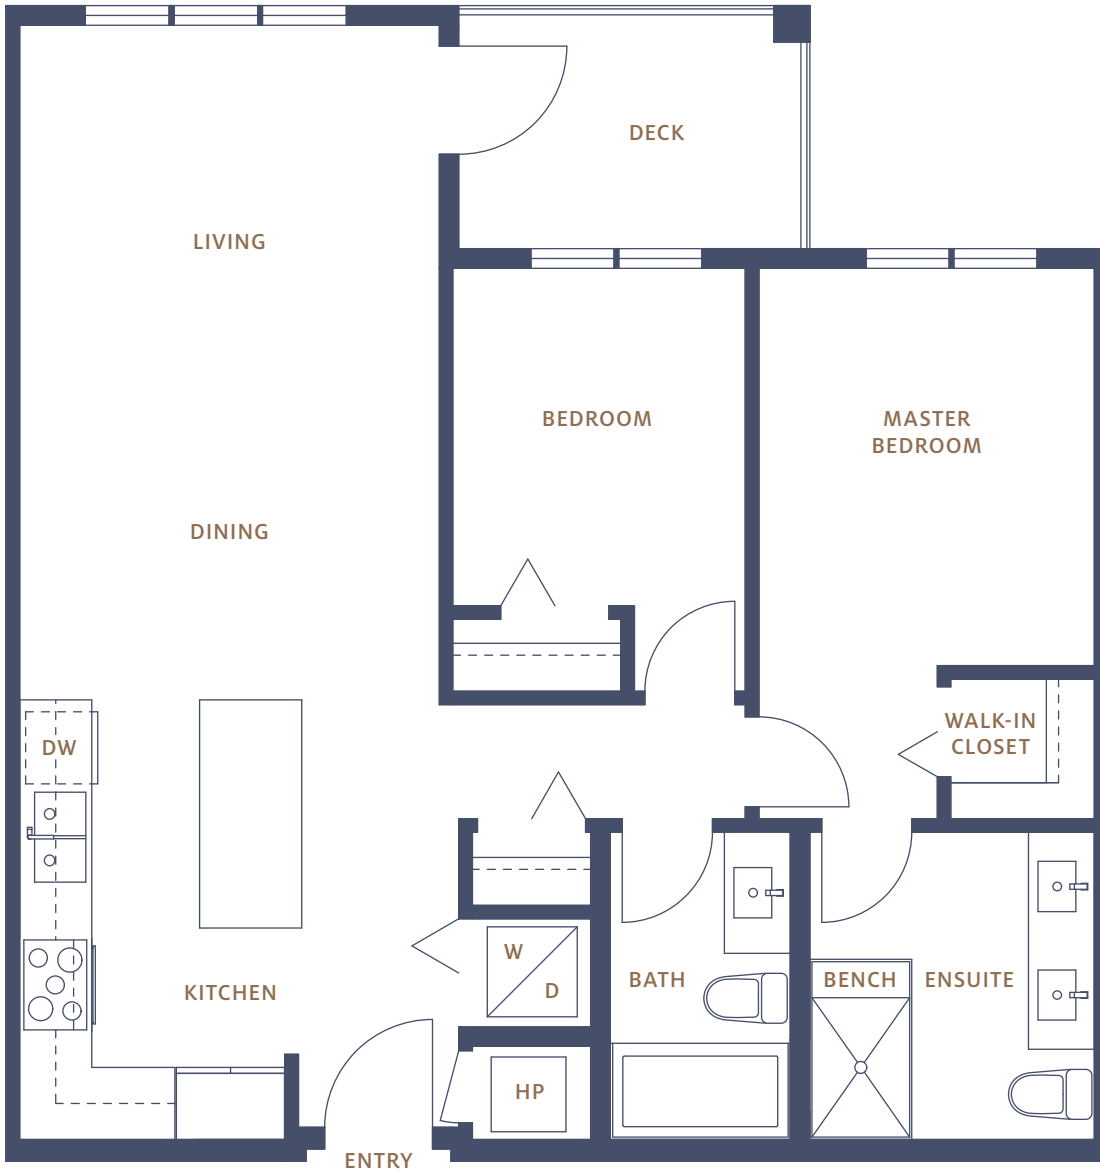 DECK
LIVING
BEDROOM
MASTER
BEDROOM
DINING
WALK-IN
CLOSET
DW
W
D
KITCHEN
BATH
BENCH
ENSUITE
HP
ENTRY